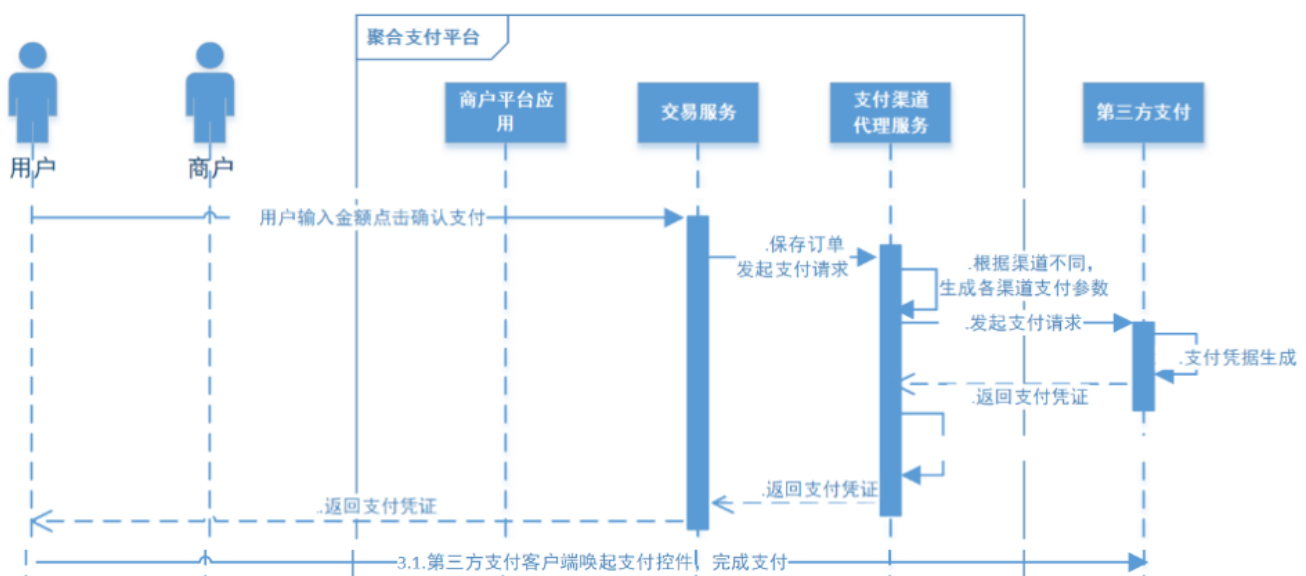 聚合支付平台
商户平台应
用
交易服务
支付渠道
代理服务
第三方支付
用户
商户
用户输入金额点击确认支付
.保存订单
发起支付请求
.根据渠道不同，
生成各渠道支付参数
.发起支付请求
.支付凭据生成
.返回支付凭证
.返回支付凭证
.返回支付凭证
3.1.第三方支付客户端唤起支付控件，完成支付